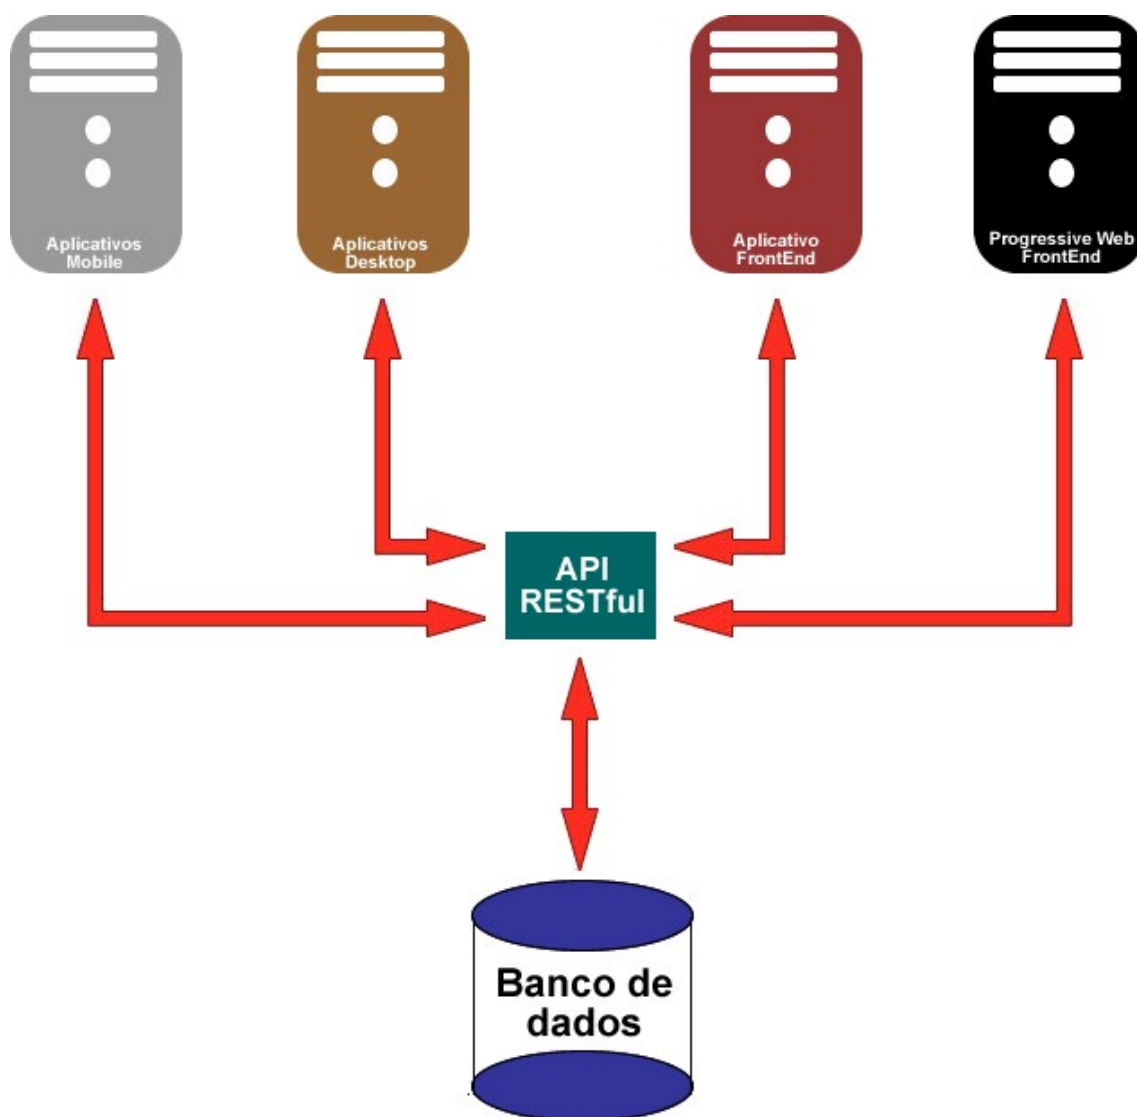 Aplicativos
Mobile
Aplicativos
Desktop
Aplicativo
FrontEnd
Progressive Web
FrontEnd
API
RESTful
Banco de
dados